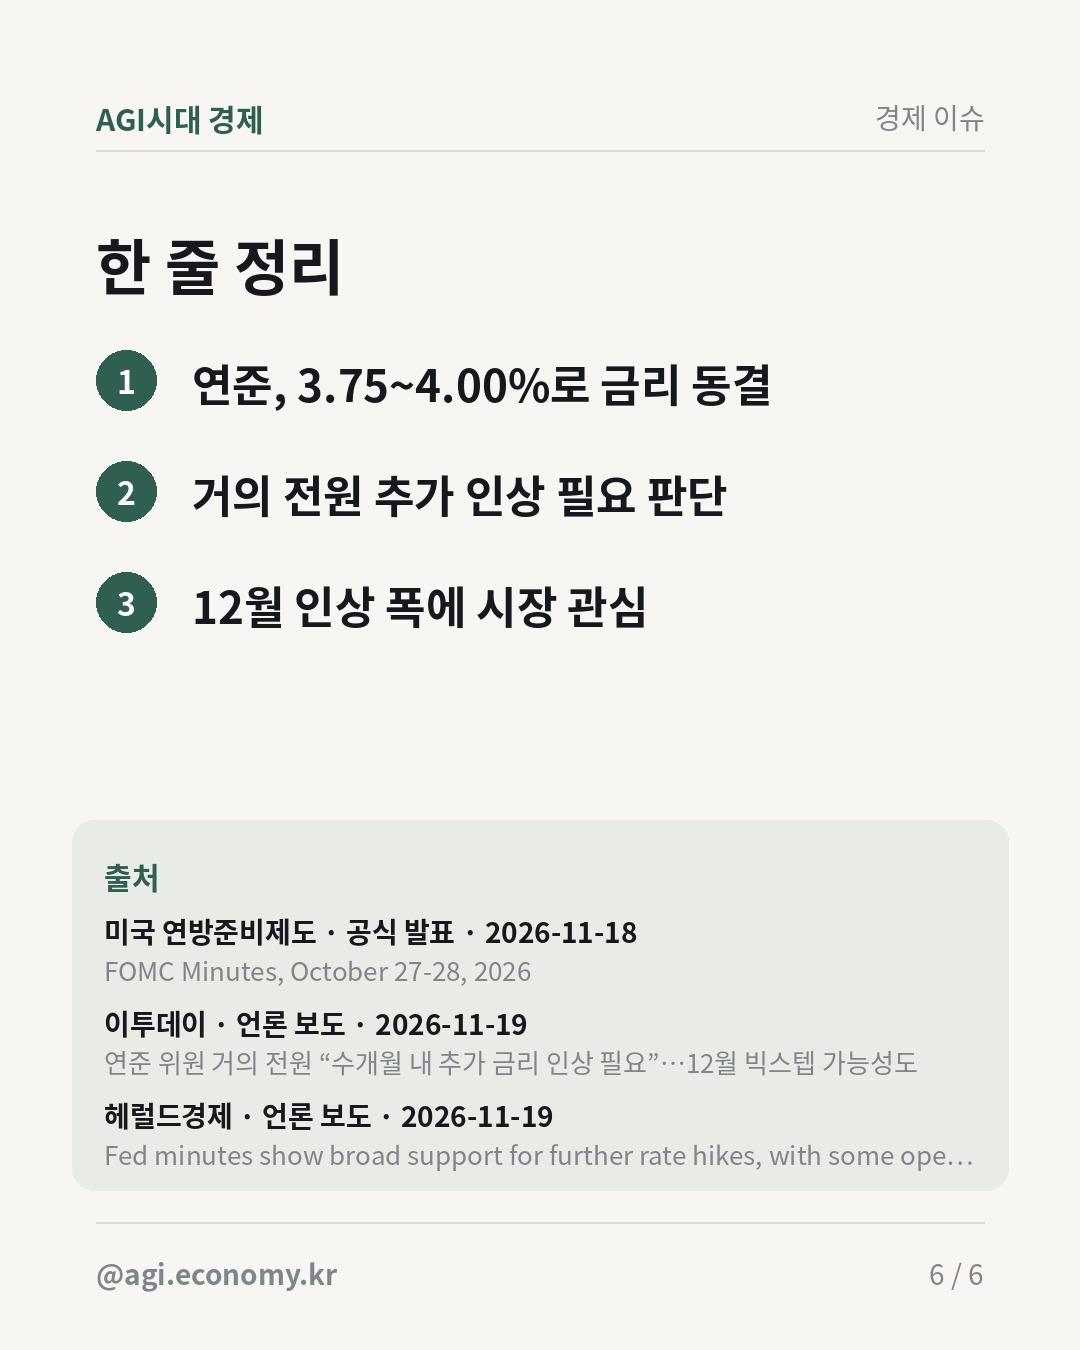 AGI시대 경제
경제 이슈
한 줄 정리
1 연준, 3.75~4.00%로 금리 동결
2 거의 전원 추가 인상 필요 판단
3 12월 인상 폭에 시장 관심
출처
미국 연방준비제도 · 공식 발표 · 2026-11-18
FOMC Minutes, October 27-28, 2026
이투데이 · 언론 보도 · 2026-11-19
연준 위원 거의 전원 “수개월 내 추가 금리 인상 필요”…12월 빅스텝 가능성도
헤럴드경제 · 언론 보도 · 2026-11-19
Fed minutes show broad support for further rate hikes, with some ope…
@agi.economy.kr
6 / 6